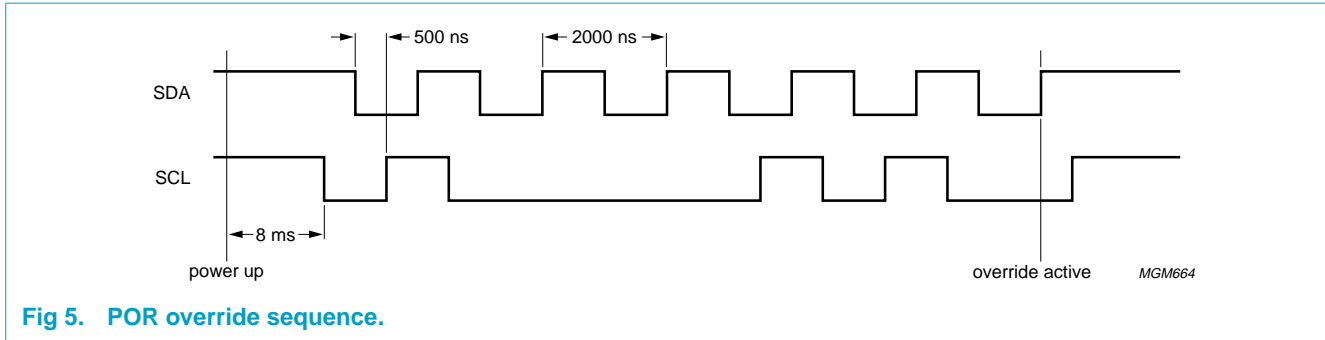 500 ns
2000 ns
SDA
SCL
8 ms
power up
override active
MGM664
Fig 5. POR override sequence.